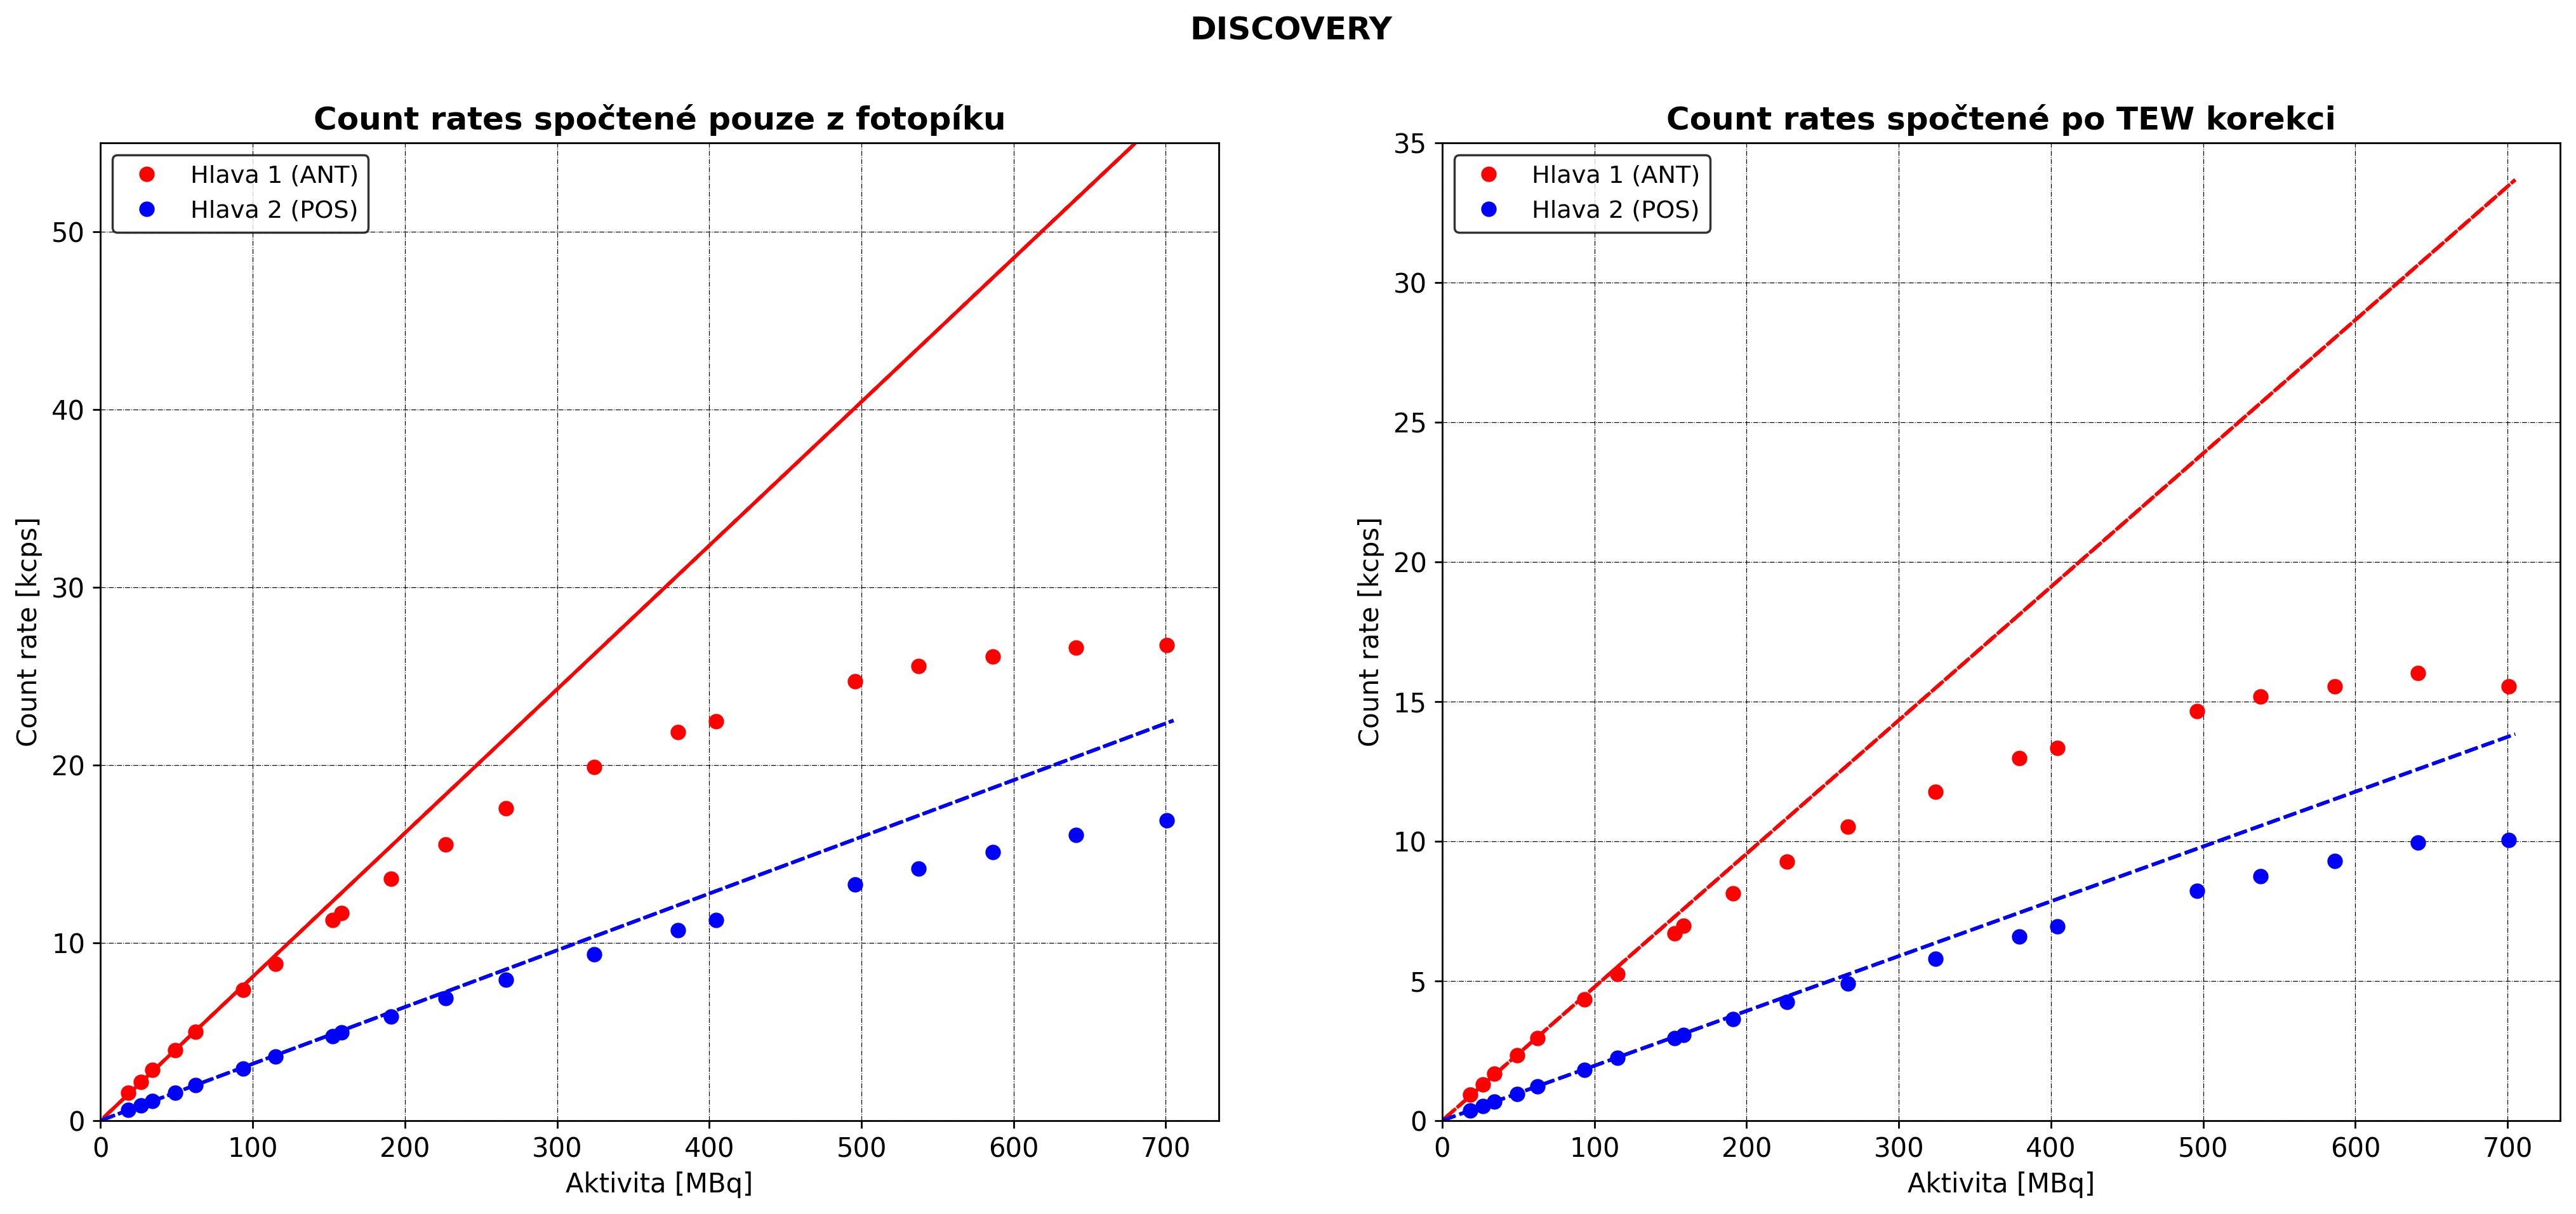 DISCOVERY
Count rates spočtené pouze z fotopíku
Hlava 1 (ANT)
Hlava 2 (POS)
50
40
30
20
10
0
Count rate [kcps]
0 100 200 300 400 500 600 700
Aktivita [MBq]
Count rates spočtené po TEW korekci
Hlava 1 (ANT)
Hlava 2 (POS)
35
30
25
20
15
10
5
0
Count rate [kcps]
0 100 200 300 400 500 600 700
Aktivita [MBq]